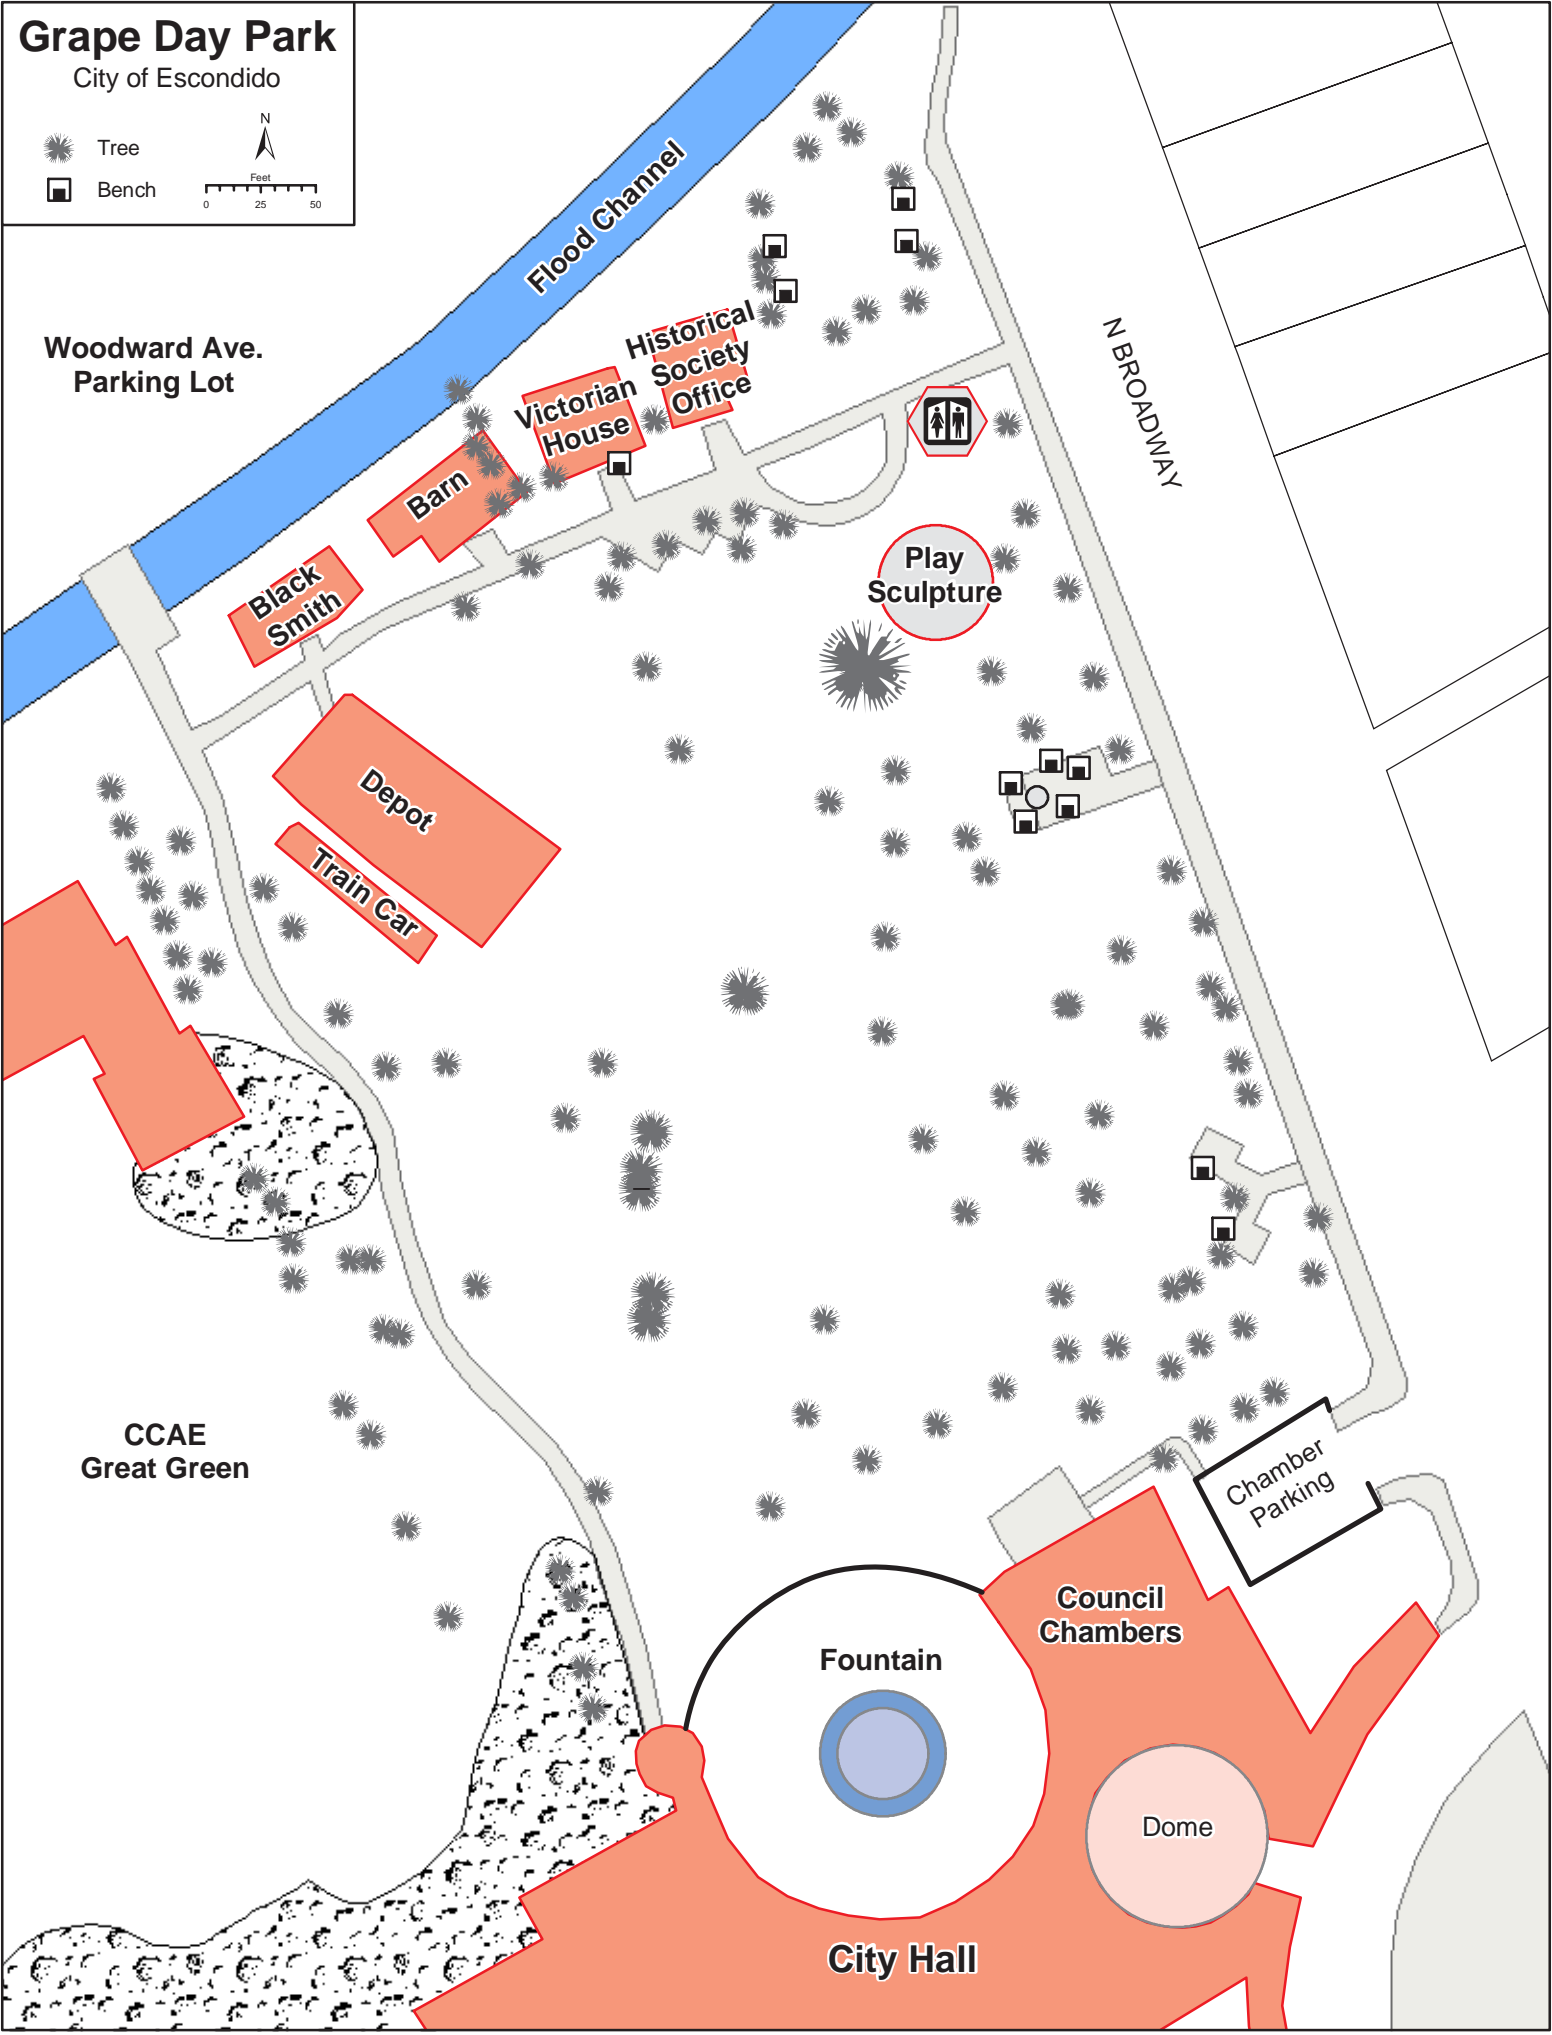 Grape Day Park
City of Escondido
N
Tree
Feet
Bench
0 25 50
Flood Channel
Woodward Ave.
Parking Lot
Historical
Society
Office
Victorian
House
N BROADWAY
Barn
Black
Smith
Play
Sculpture
Depot
Train Car
CCAE
Great Green
Chamber
Parking
Council
Chambers
Fountain
Dome
City Hall